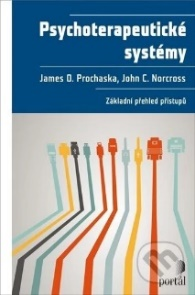 Psychoterapeutické
systémy
James O. Prochaska, John C. Norcross
Základní přehled přístupů
portál